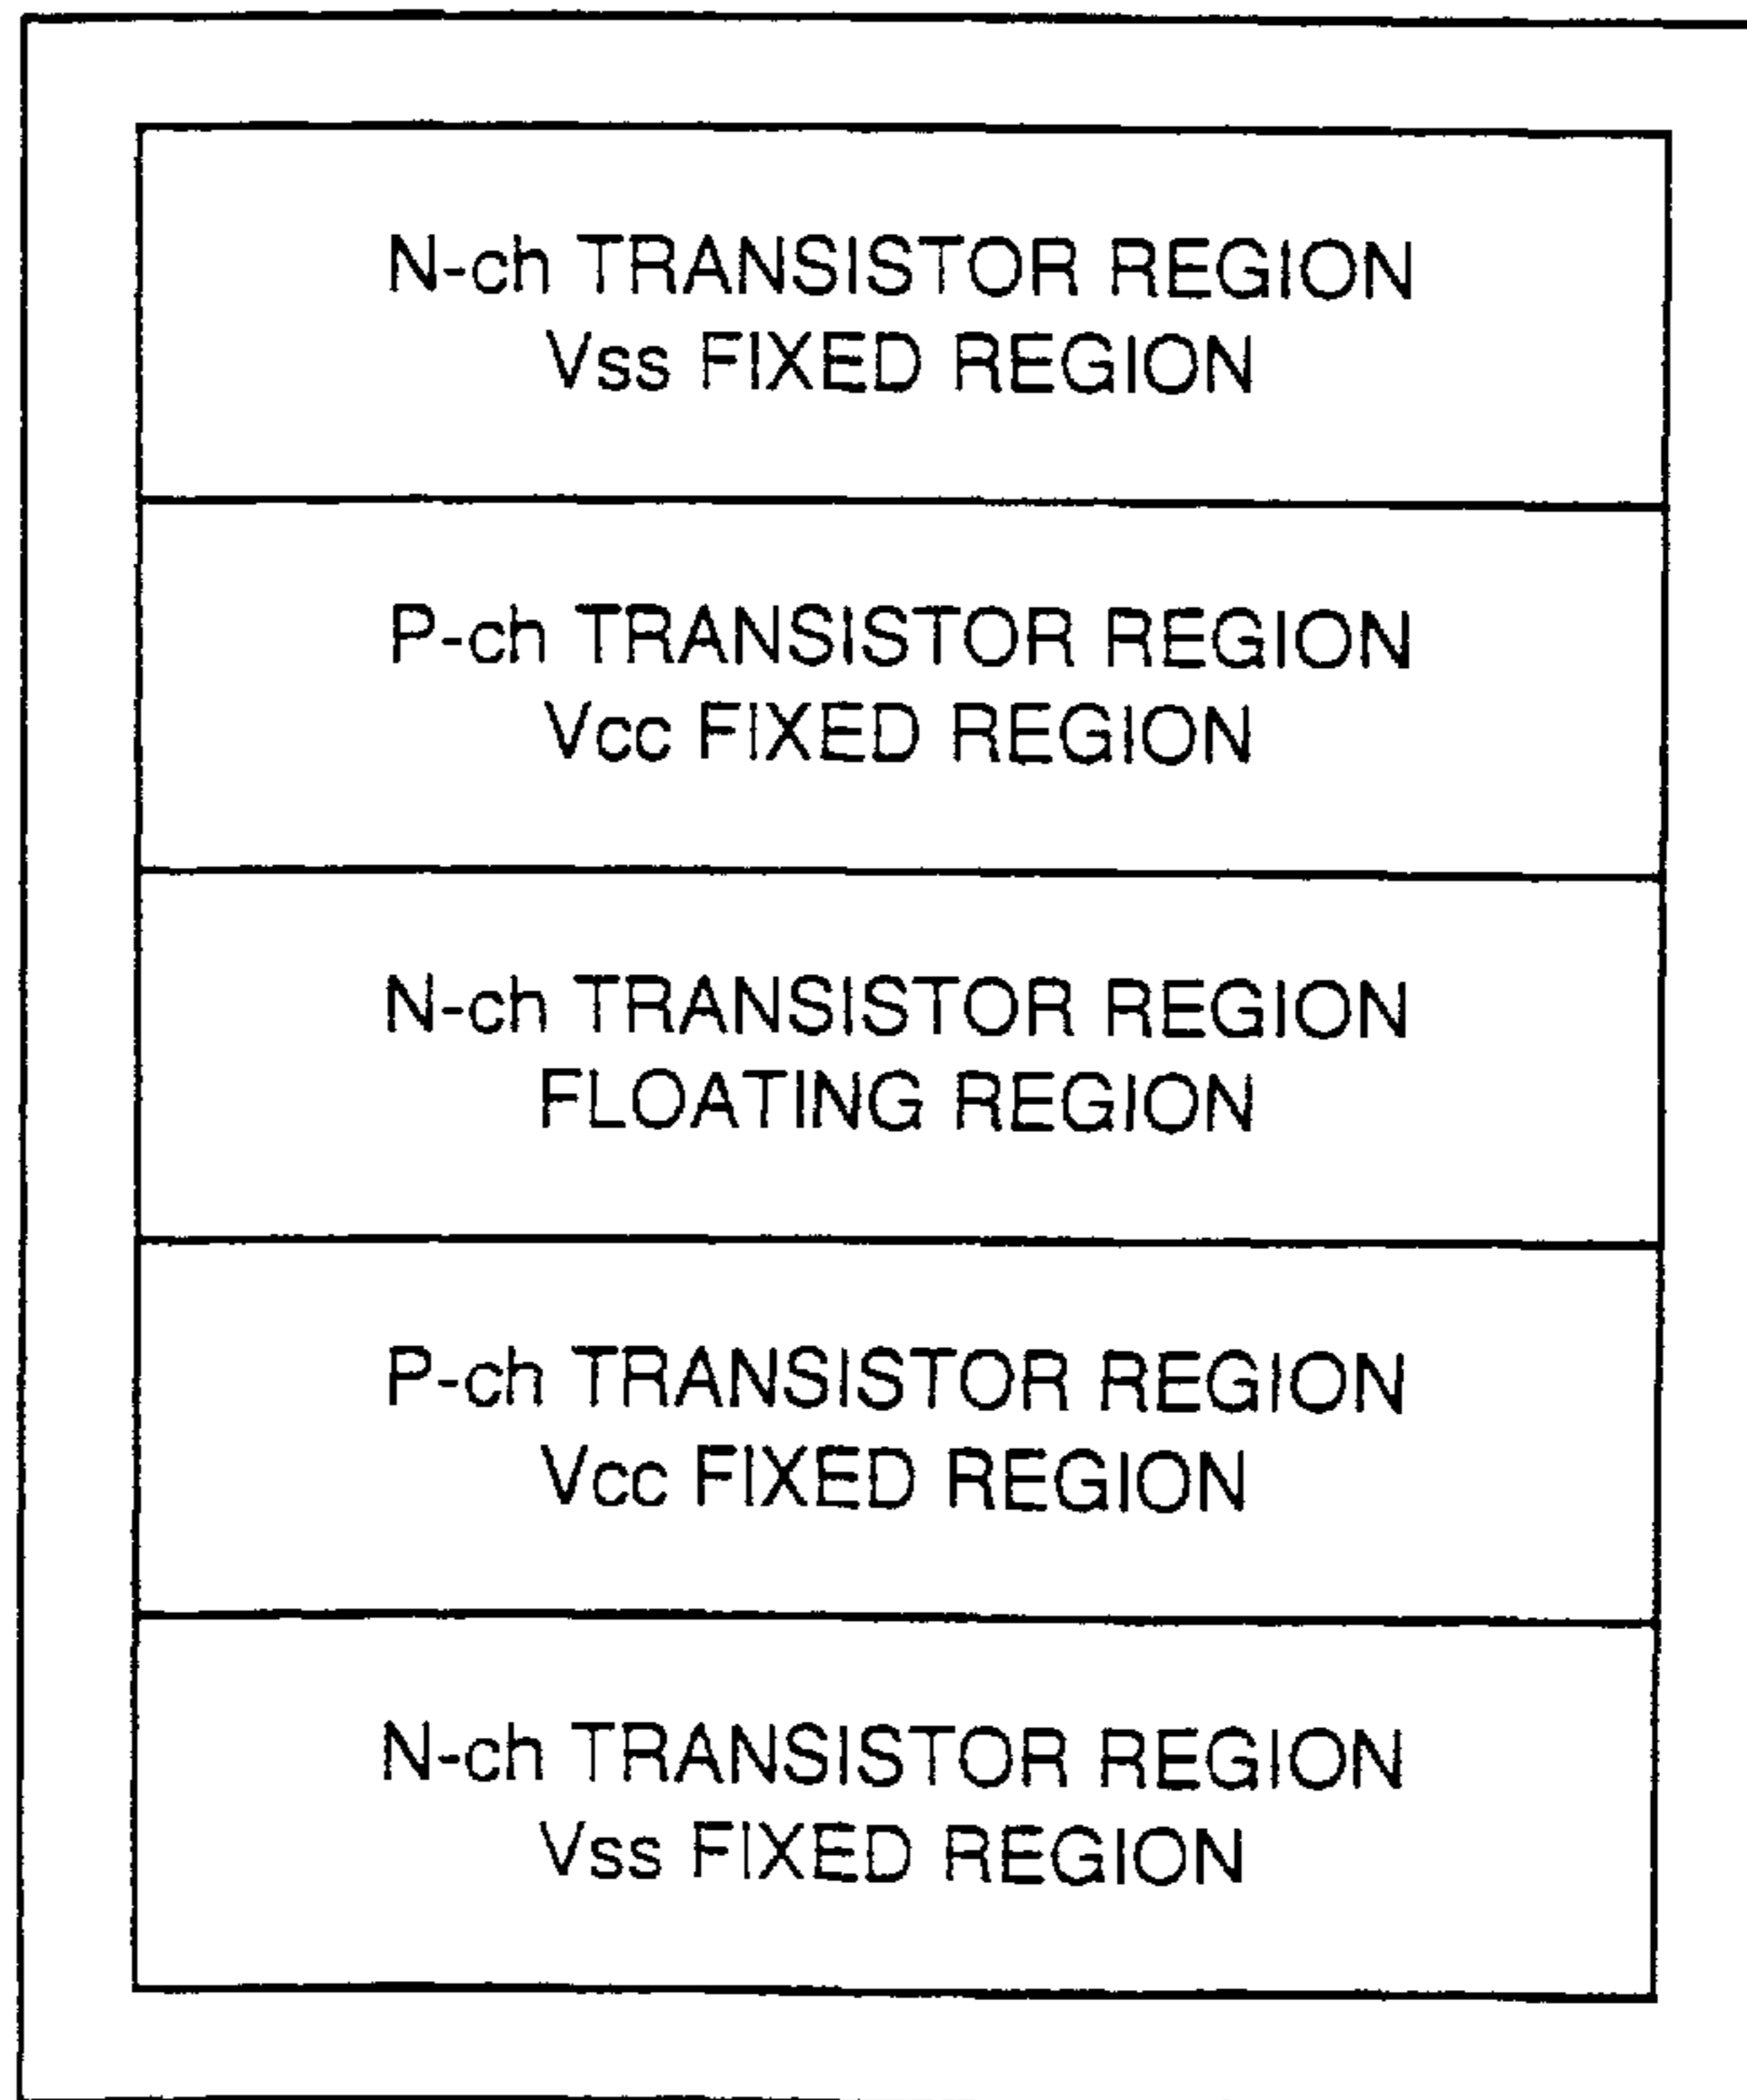 N-ch TRANSISTOR REGION
Vss FIXED REGION
P-ch TRANSISTOR REGION
Vcc FIXED REGION
N-ch TRANSISTOR REGION
FLOATING REGION
P-ch TRANSISTOR REGION
Vcc FIXED REGION
N-ch TRANSISTOR REGION
Vss FIXED REGION